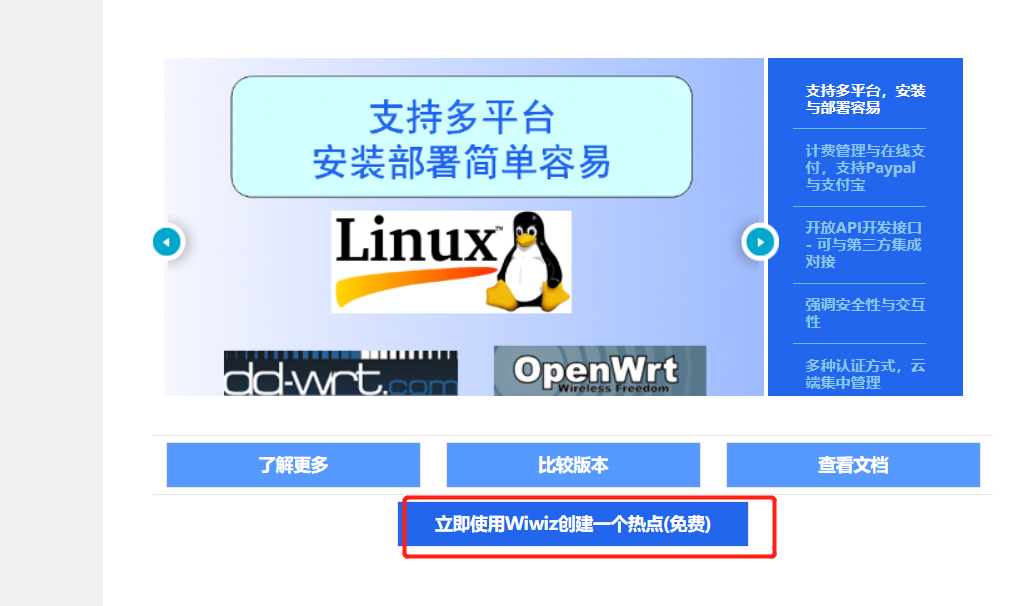 支持多平台
安装部署简单容易
Linux™
dd-wrt.com
OpenWrt
Wireless Freedom
支持多平台，安装
与部署容易
计费管理与在线支
付，支持Paypal
与支付宝
开放API开发接口
- 可与第三方集成
对接
强调安全性与交互
性
多种认证方式，云
端集中管理
了解更多
比较版本
查看文档
立即使用Wiwiz创建一个热点(免费)